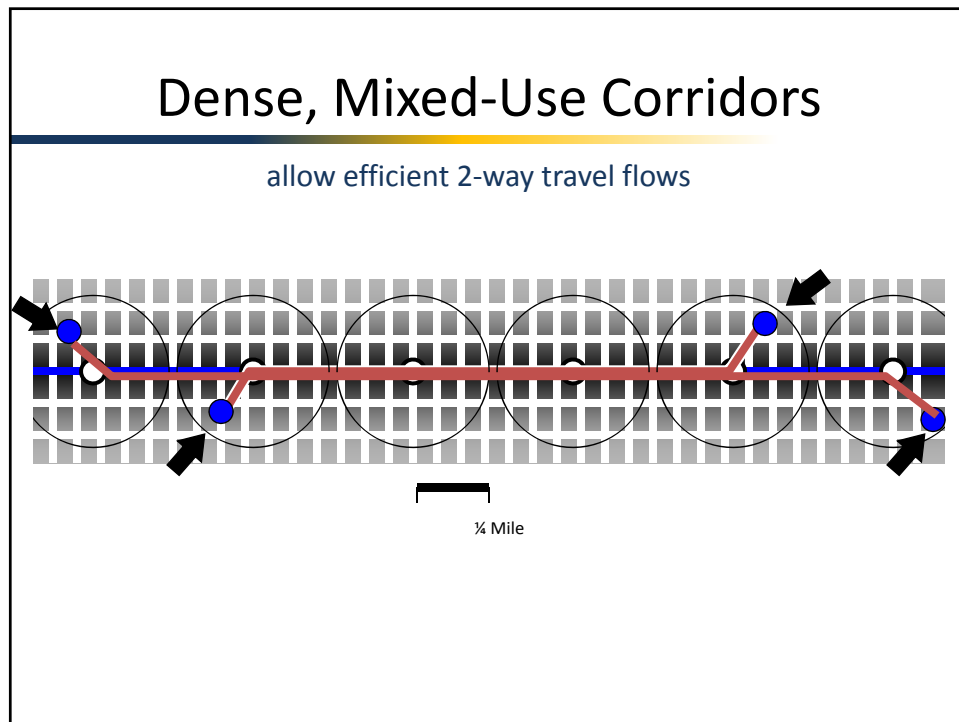 Dense, Mixed-Use Corridors
allow efficient 2-way travel flows
¼ Mile